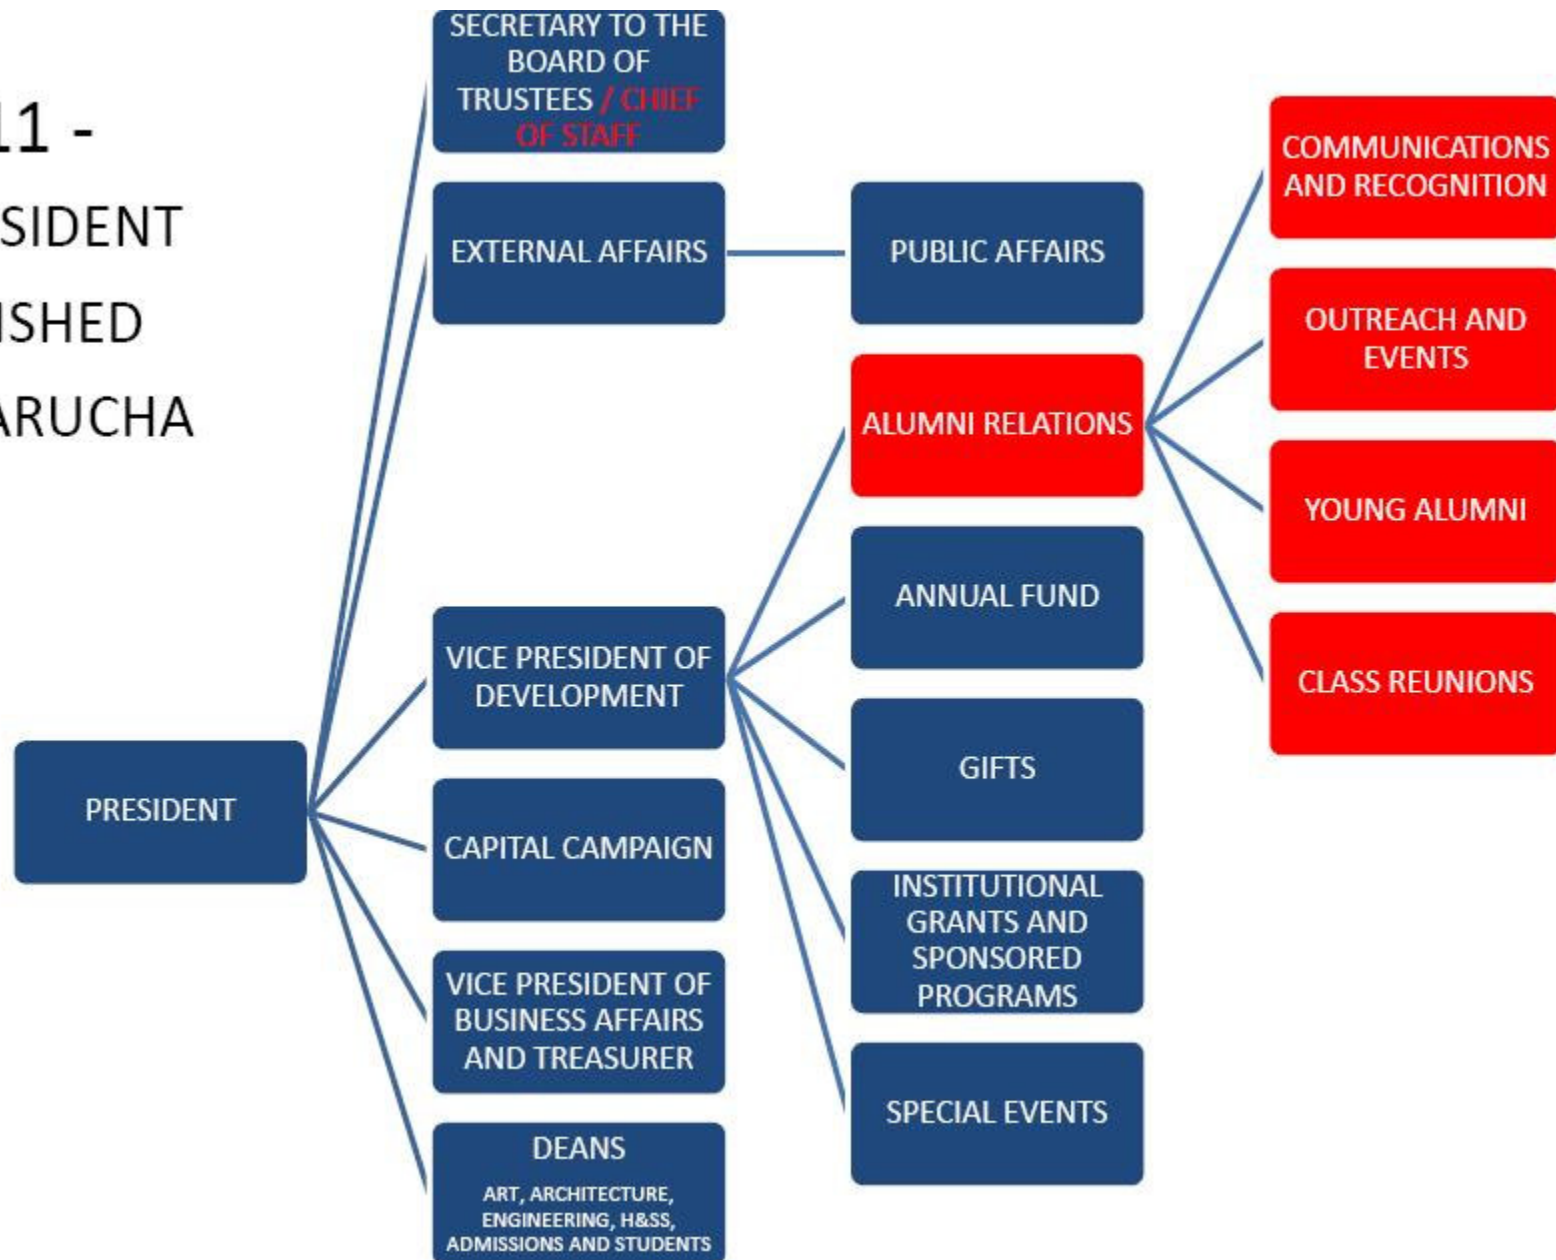 11 -
SIDENT
ISHED
ARUCHA
SECRETARY TO THE
BOARD OF
TRUSTEES / CHIEF
OF STAFF
EXTERNAL AFFAIRS
PUBLIC AFFAIRS
COMMUNICATIONS
AND RECOGNITION
OUTREACH AND
EVENTS
ALUMNI RELATIONS
YOUNG ALUMNI
ANNUAL FUND
VICE PRESIDENT OF
DEVELOPMENT
CLASS REUNIONS
GIFTS
PRESIDENT
CAPITAL CAMPAIGN
INSTITUTIONAL
GRANTS AND
SPONSORED
PROGRAMS
VICE PRESIDENT OF
BUSINESS AFFAIRS
AND TREASURER
SPECIAL EVENTS
DEANS
ART, ARCHITECTURE,
ENGINEERING, H&SS,
ADMISSIONS AND STUDENTS